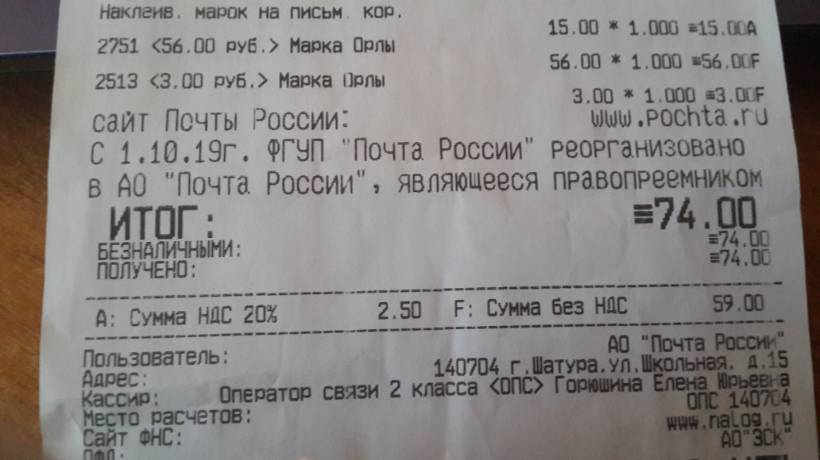 Наклеив. марок на письм. кор.
15.00 * 1.000 ≡15.00А
2751 <56.00 руб.> Марка Орлы
56.00 * 1.000 ≡56.00F
2513 <3.00 руб.> Марка Орлы
3.00 * 1.000 ≡3.00F
сайт Почты России: www.pochta.ru
С 1.10.19г. ФГУП "Почта России" реорганизовано
в АО "Почта России", являющееся правопреемником
ИТОГ: ≡74.00
БЕЗНАЛИЧНЫМИ: ≡74.00
ПОЛУЧЕНО: ≡74.00
А: Сумма НДС 20% 2.50 F: Сумма без НДС 59.00
Пользователь: АО "Почта России"
Адрес: 140704 г.Шатура.ул.Школьная. д.15
Кассир: Оператор связи 2 класса <ОПС> Горюшина Елена Юрьевна
Место расчетов: ОПС 140704
Сайт ФНС: www.nalog.ru
ОФД: АО"ЭСК"